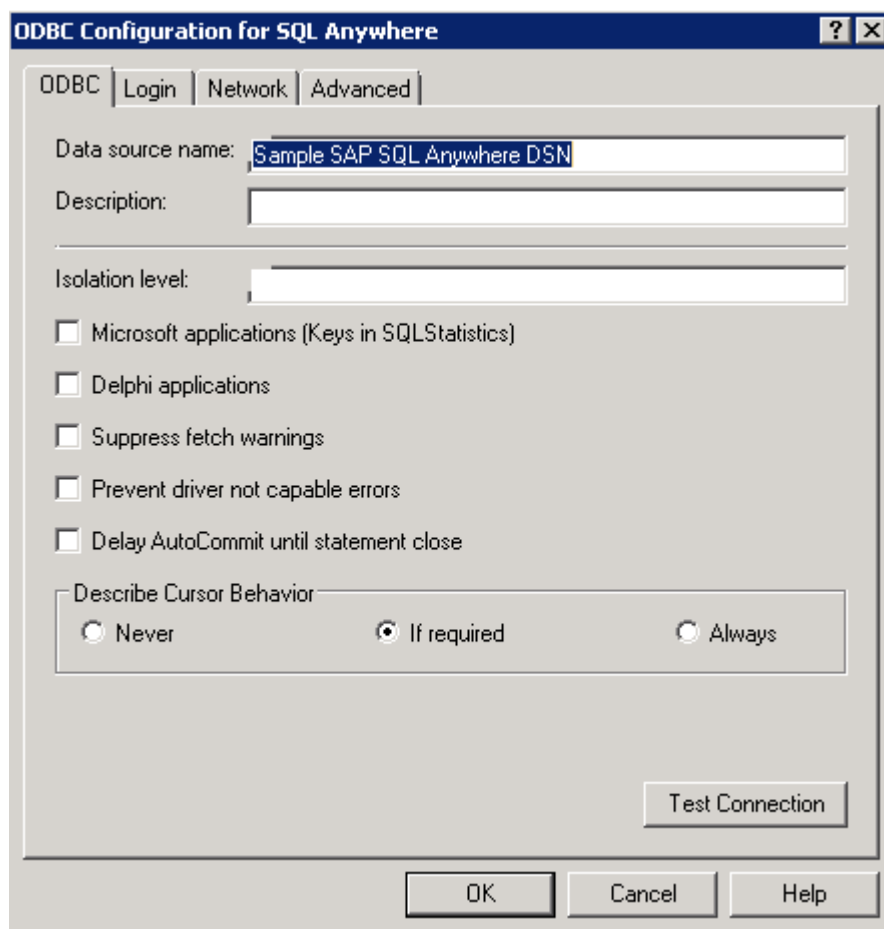 ODBC Configuration for SQL Anywhere
ODBC Login Network Advanced
Data source name: Sample SAP SQL Anywhere DSN
Description:
Isolation level:
Microsoft applications (Keys in SQLStatistics)
Delphi applications
Suppress fetch warnings
Prevent driver not capable errors
Delay AutoCommit until statement close
Describe Cursor Behavior
Never If required Always
Test Connection
OK Cancel Help